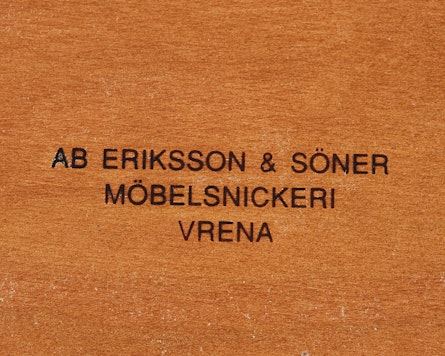 AB ERIKSSON & SÖNER
MÖBELSNICKERI
VRENA